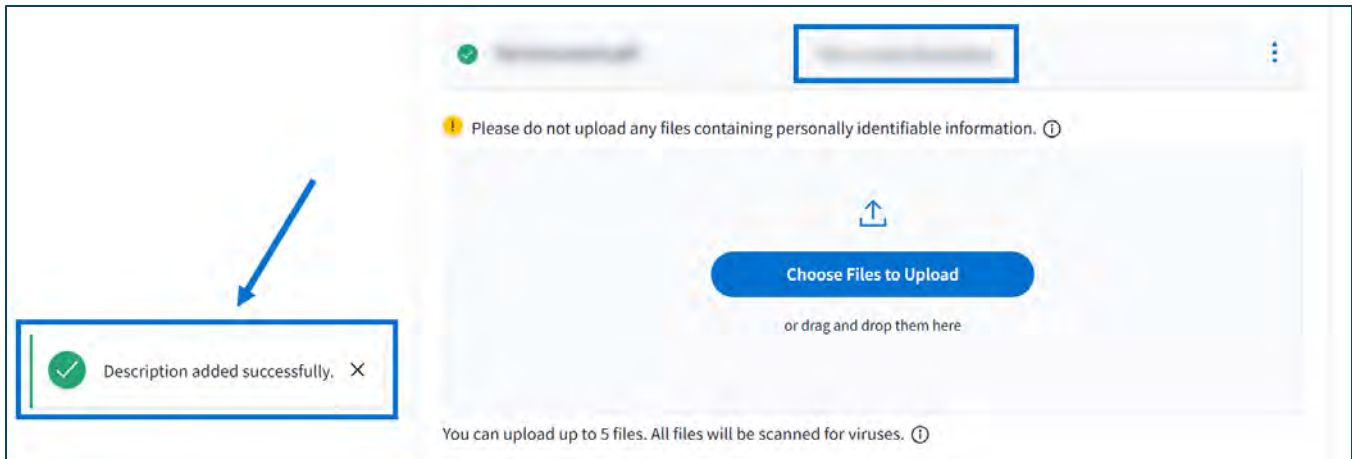 Please do not upload any files containing personally identifiable information.
Choose Files to Upload
or drag and drop them here
Description added successfully.
You can upload up to 5 files. All files will be scanned for viruses.